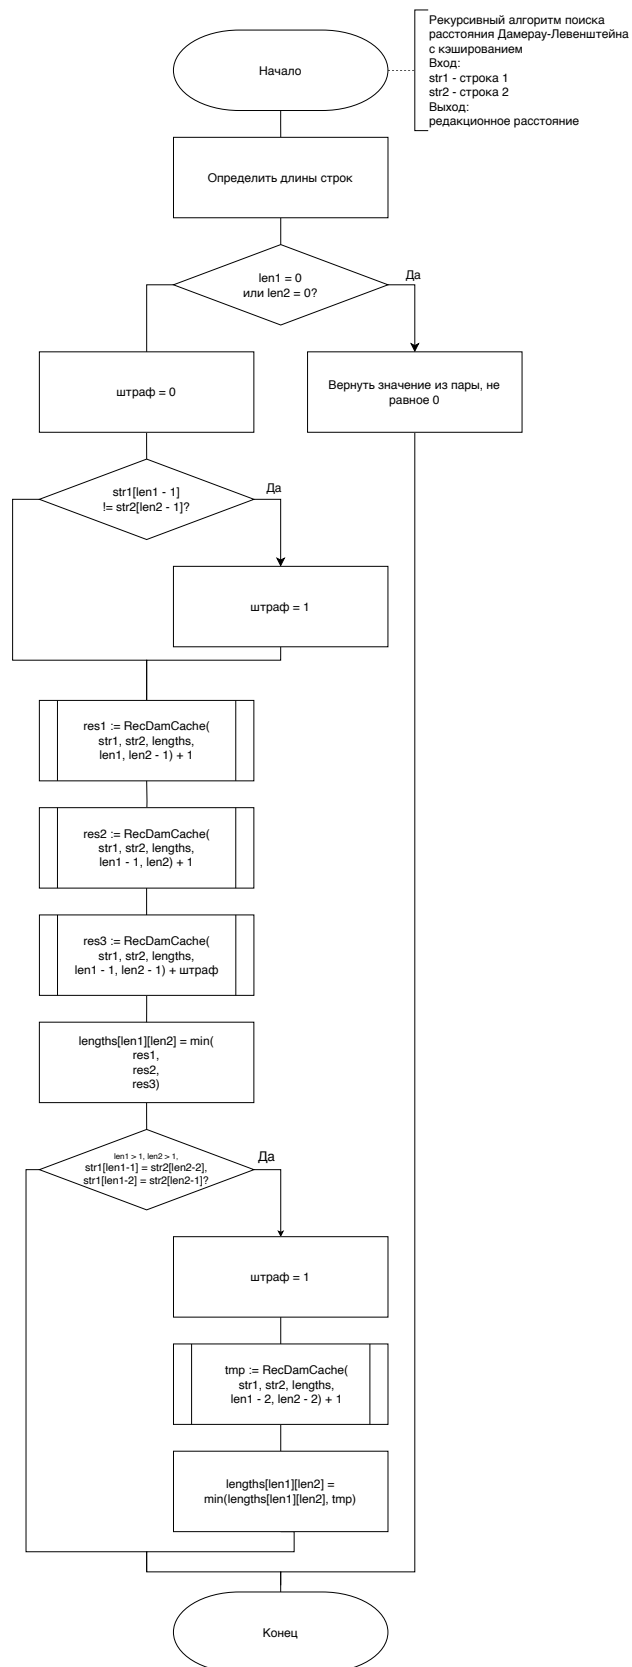 Рекурсивный алгоритм поиска
расстояния Дамерау-Левенштейна
с кэшированием
Вход:
str1 - строка 1
str2 - строка 2
Выход:
редакционное расстояние
Начало
Определить длины строк
len1 = 0
или len2 = 0?
Да
штраф = 0
Вернуть значение из пары, не
равное 0
str1[len1 - 1]
!= str2[len2 - 1]?
Да
штраф = 1
res1 := RecDamCache(
str1, str2, lengths,
len1, len2 - 1) + 1
res2 := RecDamCache(
str1, str2, lengths,
len1 - 1, len2) + 1
res3 := RecDamCache(
str1, str2, lengths,
len1 - 1, len2 - 1) + штраф
lengths[len1][len2] = min(
res1,
res2,
res3)
len1 > 1, len2 > 1,
str1[len1-1] = str2[len2-2],
str1[len1-2] = str2[len2-1]?
Да
штраф = 1
tmp := RecDamCache(
str1, str2, lengths,
len1 - 2, len2 - 2) + 1
lengths[len1][len2] =
min(lengths[len1][len2], tmp)
Конец